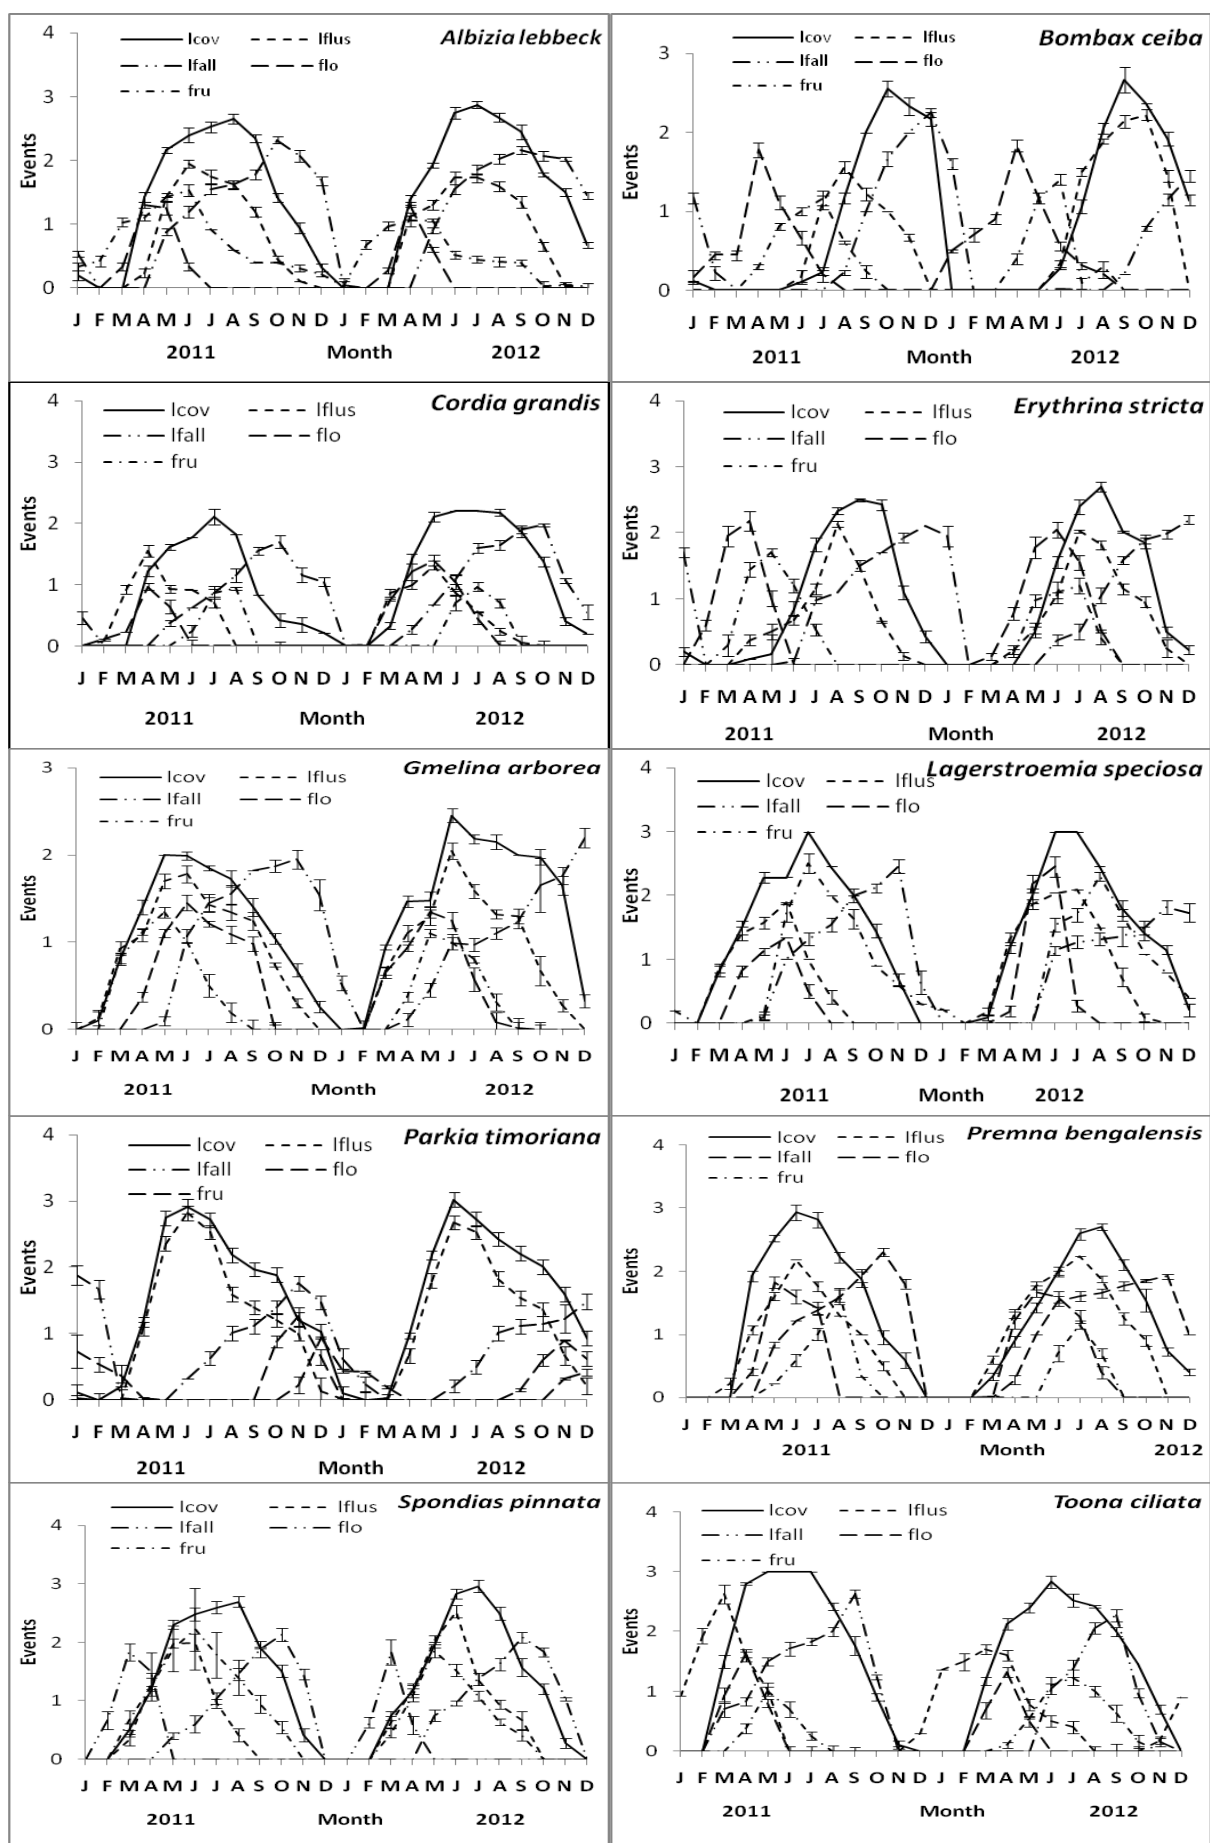 Albizia lebbeck
lcov lflus
lfall flo
fru
4
3
2
1
0
Events
J F M A M J J A S O N D J F M A M J J A S O N D
2011 Month 2012
Bombax ceiba
lcov lflus
lfall flo
fru
3
2
1
0
Events
J F M A M J J A S O N D J F M A M J J A S O N D
2011 Month 2012
Cordia grandis
lcov lflus
lfall flo
fru
4
3
2
1
0
Events
J F M A M J J A S O N D J F M A M J J A S O N D
2011 Month 2012
Erythrina stricta
lcov lflus
lfall flo
fru
4
3
2
1
0
Events
J F M A M J J A S O N D J F M A M J J A S O N D
2011 Month 2012
Gmelina arborea
lcov lflus
lfall flo
fru
3
2
1
0
Events
J F M A M J J A S O N D J F M A M J J A S O N D
2011 Month 2012
Lagerstroemia speciosa
lcov lflus
lfall flo
fru
4
3
2
1
0
Events
J F M A M J J A S O N D J F M A M J J A S O N D
2011 Month 2012
Parkia timoriana
lcov lflus
lfall flo
fru
4
3
2
1
0
Events
J F M A M J J A S O N D J F M A M J J A S O N D
2011 Month 2012
Premna bengalensis
lcov lflus
lfall flo
fru
4
3
2
1
0
Events
J F M A M J J A S O N D J F M A M J J A S O N D
2011 Month 2012
Spondias pinnata
lcov lflus
lfall flo
fru
4
3
2
1
0
Events
J F M A M J J A S O N D J F M A M J J A S O N D
2011 Month 2012
Toona ciliata
lcov lflus
lfall flo
fru
4
3
2
1
0
Events
J F M A M J J A S O N D J F M A M J J A S O N D
2011 Month 2012